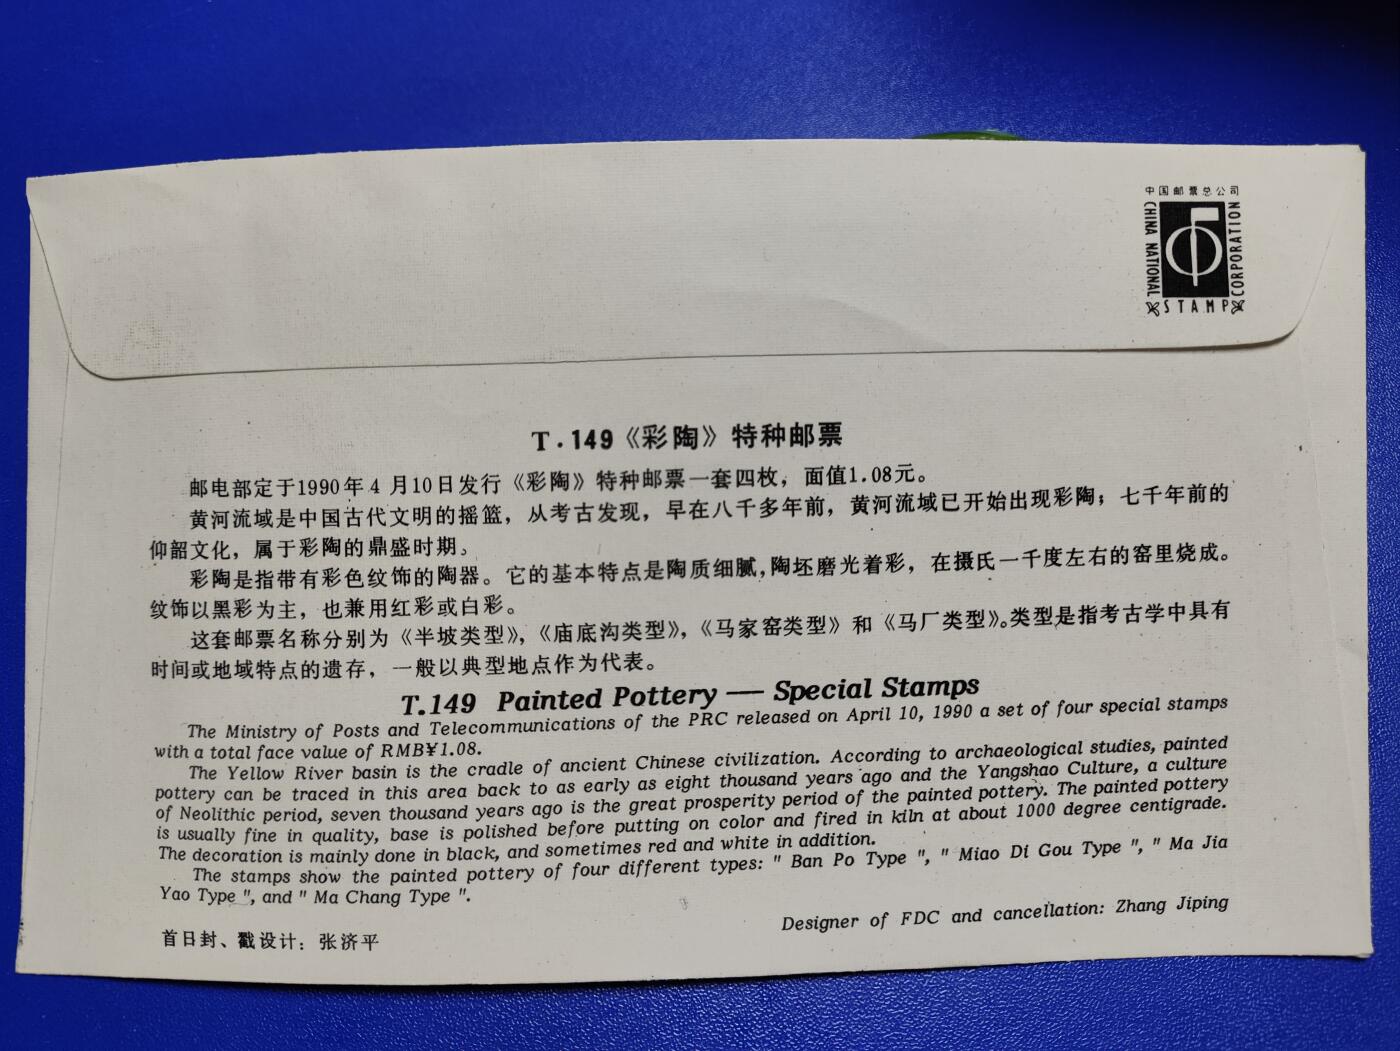 中国邮票总公司
CHINA NATIONAL
STAMP
CORPORATION
T.149《彩陶》特种邮票
邮电部定于1990年4月10日发行《彩陶》特种邮票一套四枚，面值1.08元。
黄河流域是中国古代文明的摇篮，从考古发现，早在八千多年前，黄河流域已开始出现彩陶；七千年前的
仰韶文化，属于彩陶的鼎盛时期。
彩陶是指带有彩色纹饰的陶器。它的基本特点是陶质细腻，陶坯磨光着彩，在摄氏一千度左右的窑里烧成。
纹饰以黑彩为主，也兼用红彩或白彩。
这套邮票名称分别为《半坡类型》，《庙底沟类型》，《马家窑类型》和《马厂类型》。类型是指考古学中具有
时间或地域特点的遗存，一般以典型地点作为代表。
T.149 Painted Pottery — Special Stamps
The Ministry of Posts and Telecommunications of the PRC released on April 10, 1990 a set of four special stamps
with a total face value of RMB¥1.08.
The Yellow River basin is the cradle of ancient Chinese civilization. According to archaeological studies, painted
pottery can be traced in this area back to as early as eight thousand years ago and the Yangshao Culture, a culture
of Neolithic period, seven thousand years ago is the great prosperity period of the painted pottery. The painted pottery
is usually fine in quality, base is polished before putting on color and fired in kiln at about 1000 degree centigrade.
The decoration is mainly done in black, and sometimes red and white in addition.
The stamps show the painted pottery of four different types: " Ban Po Type ", " Miao Di Gou Type ", " Ma Jia
Yao Type ", and " Ma Chang Type ".
Designer of FDC and cancellation: Zhang Jiping
首日封、戳设计：张济平